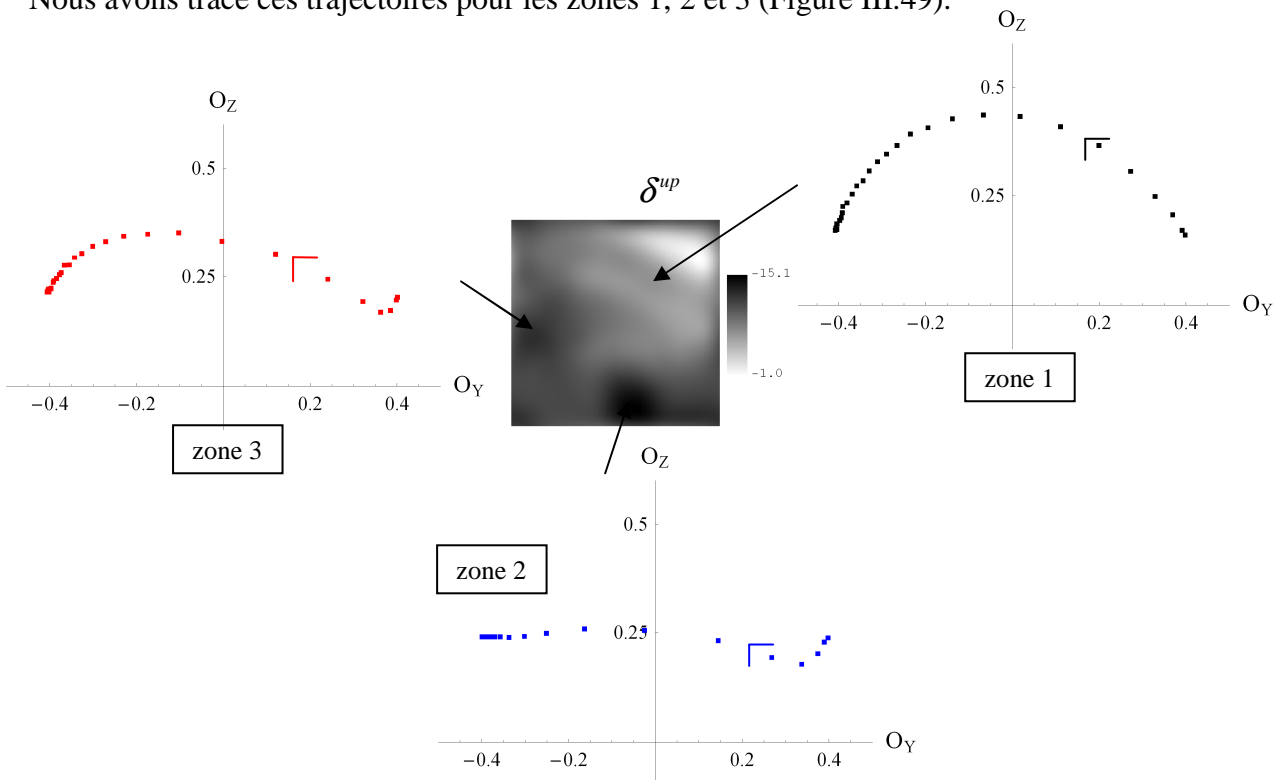 Nous avons tracé ces trajectoires pour les zones 1, 2 et 3 (Figure III.49).
O_Z
0.5
0.25
−0.4 −0.2 0.2 0.4
O_Y
zone 1
O_Z
0.5
0.25
−0.4 −0.2 0.2 0.4
O_Y
zone 3
δ^up
-15.1
-1.0
O_Z
0.5
0.25
−0.4 −0.2 0.2 0.4
O_Y
zone 2